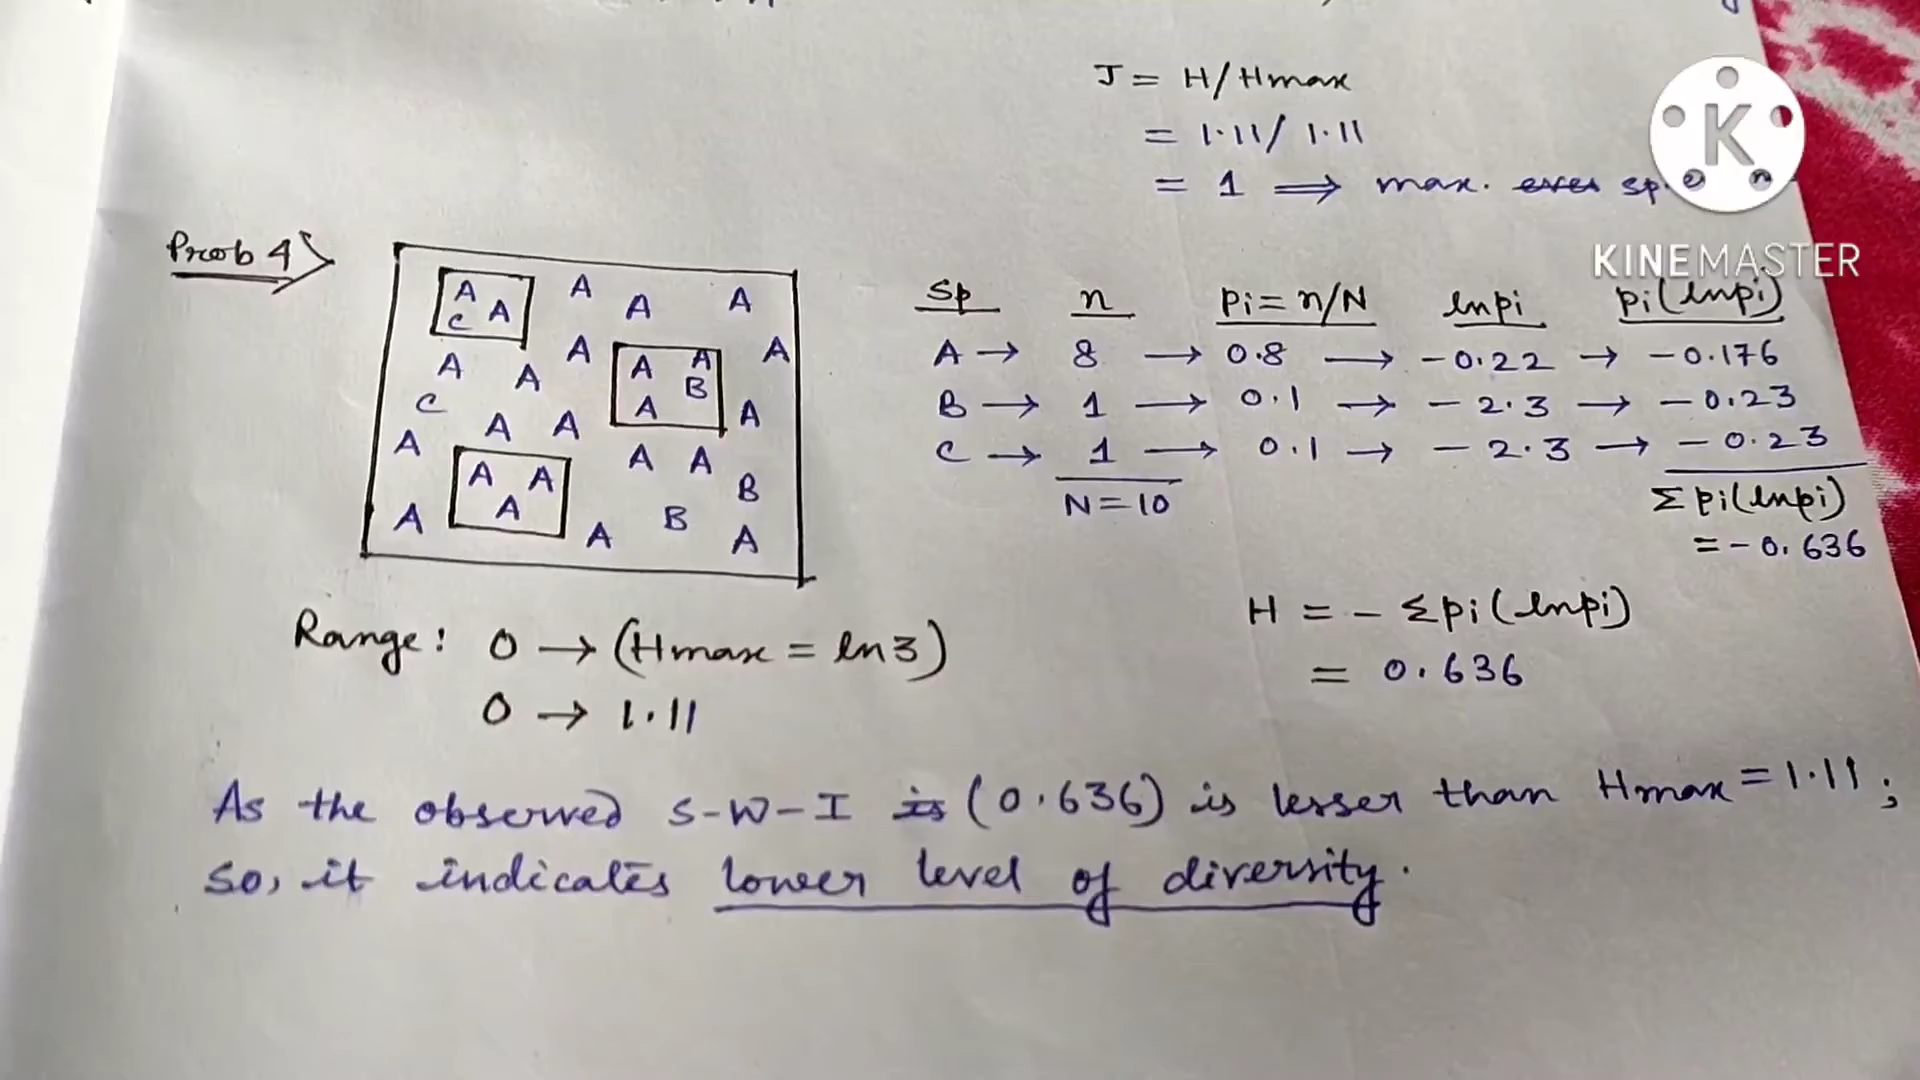 J = H/Hmax
= 1.11/1.11
= 1 ⟹ max.
KINEMASTER
Prob 4>
A A A A A
C A
A A A A A A
A B
C A A A A
A A A A A A B
A A A B
A A A
Sp n pi=n/N lnpi pi(lnpi)
A → 8 → 0.8 → -0.22 → -0.176
B → 1 → 0.1 → -2.3 → -0.23
C → 1 → 0.1 → -2.3 → -0.23
N=10 Σpi(lnpi)
= -0.636
H = - Σpi(lnpi)
= 0.636
Range: 0 → (Hmax = ln3)
0 → 1.11
As the observed S-W-I is (0.636) is lesser than Hmax = 1.11;
So, it indicates lower level of diversity.